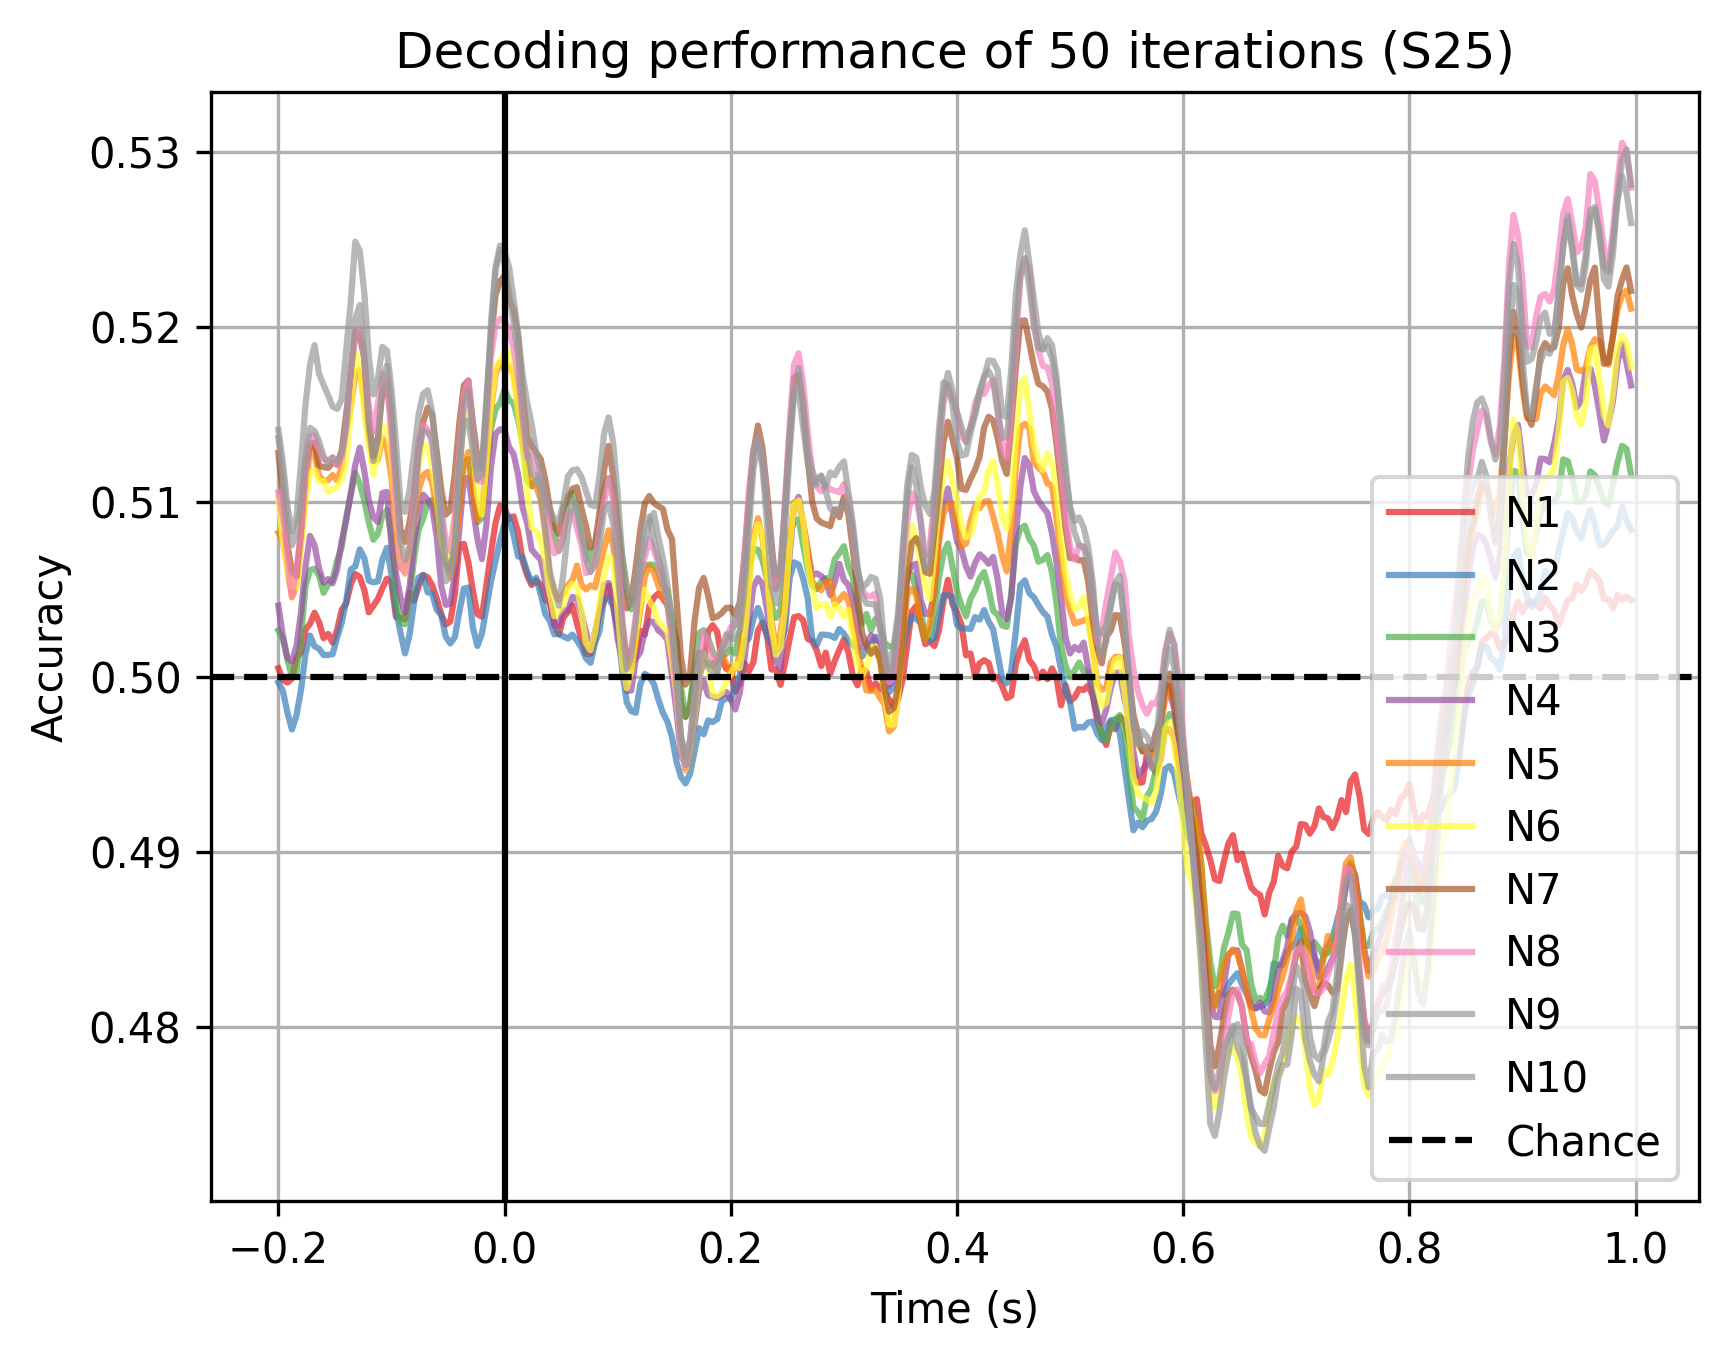 Decoding performance of 50 iterations (S25)
Accuracy
0.53
0.52
0.51
0.50
0.49
0.48
−0.2
0.0
0.2
0.4
0.6
0.8
1.0
Time (s)
N1
N2
N3
N4
N5
N6
N7
N8
N9
N10
Chance